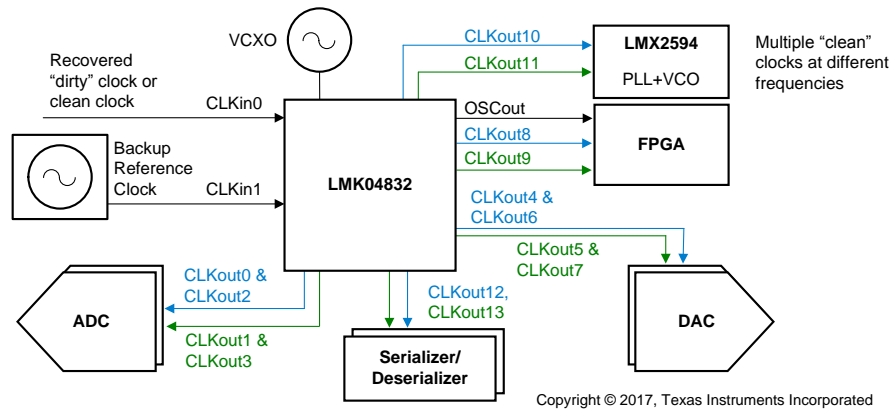 VCXO
Recovered
“dirty” clock or
clean clock
CLKin0
Backup
Reference
Clock
CLKin1
LMK04832
CLKout10
CLKout11
LMX2594
PLL+VCO
Multiple “clean”
clocks at different
frequencies
OSCout
CLKout8
CLKout9
FPGA
CLKout4 &
CLKout6
CLKout5 &
CLKout7
DAC
CLKout0 &
CLKout2
CLKout1 &
CLKout3
ADC
CLKout12,
CLKout13
Serializer/
Deserializer
Copyright © 2017, Texas Instruments Incorporated